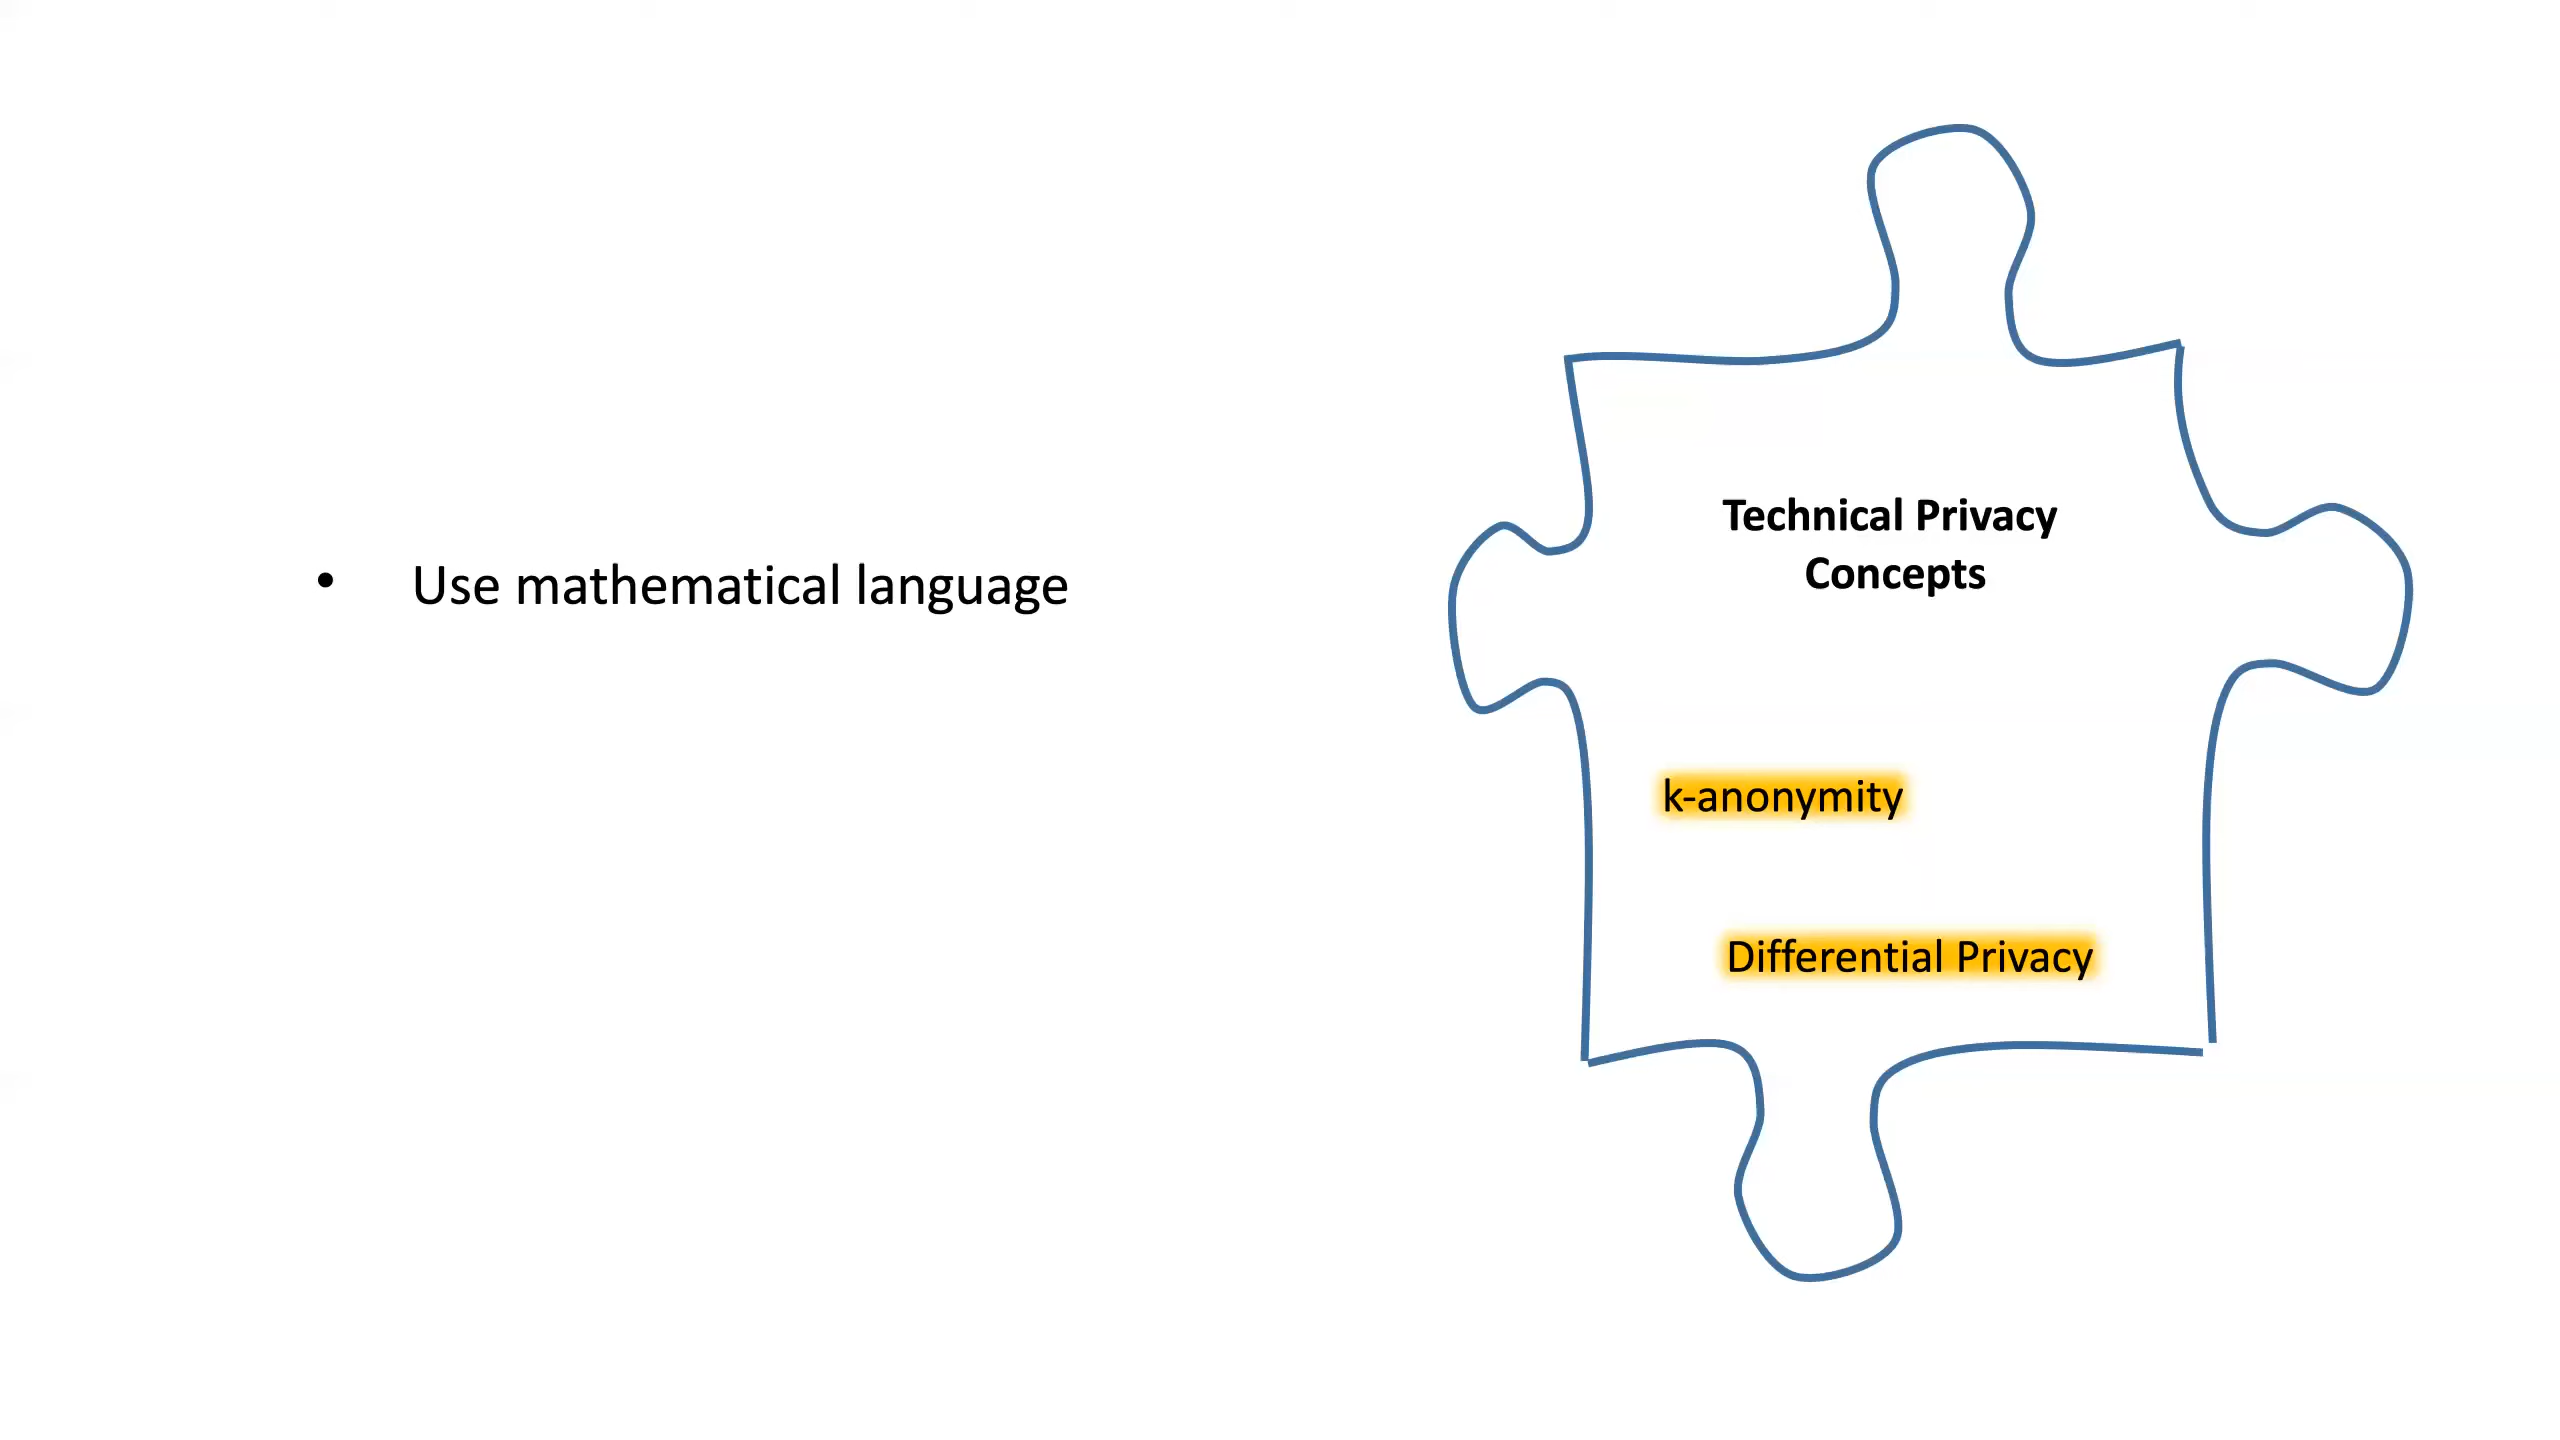 • Use mathematical language
Technical Privacy
Concepts
k-anonymity
Differential Privacy